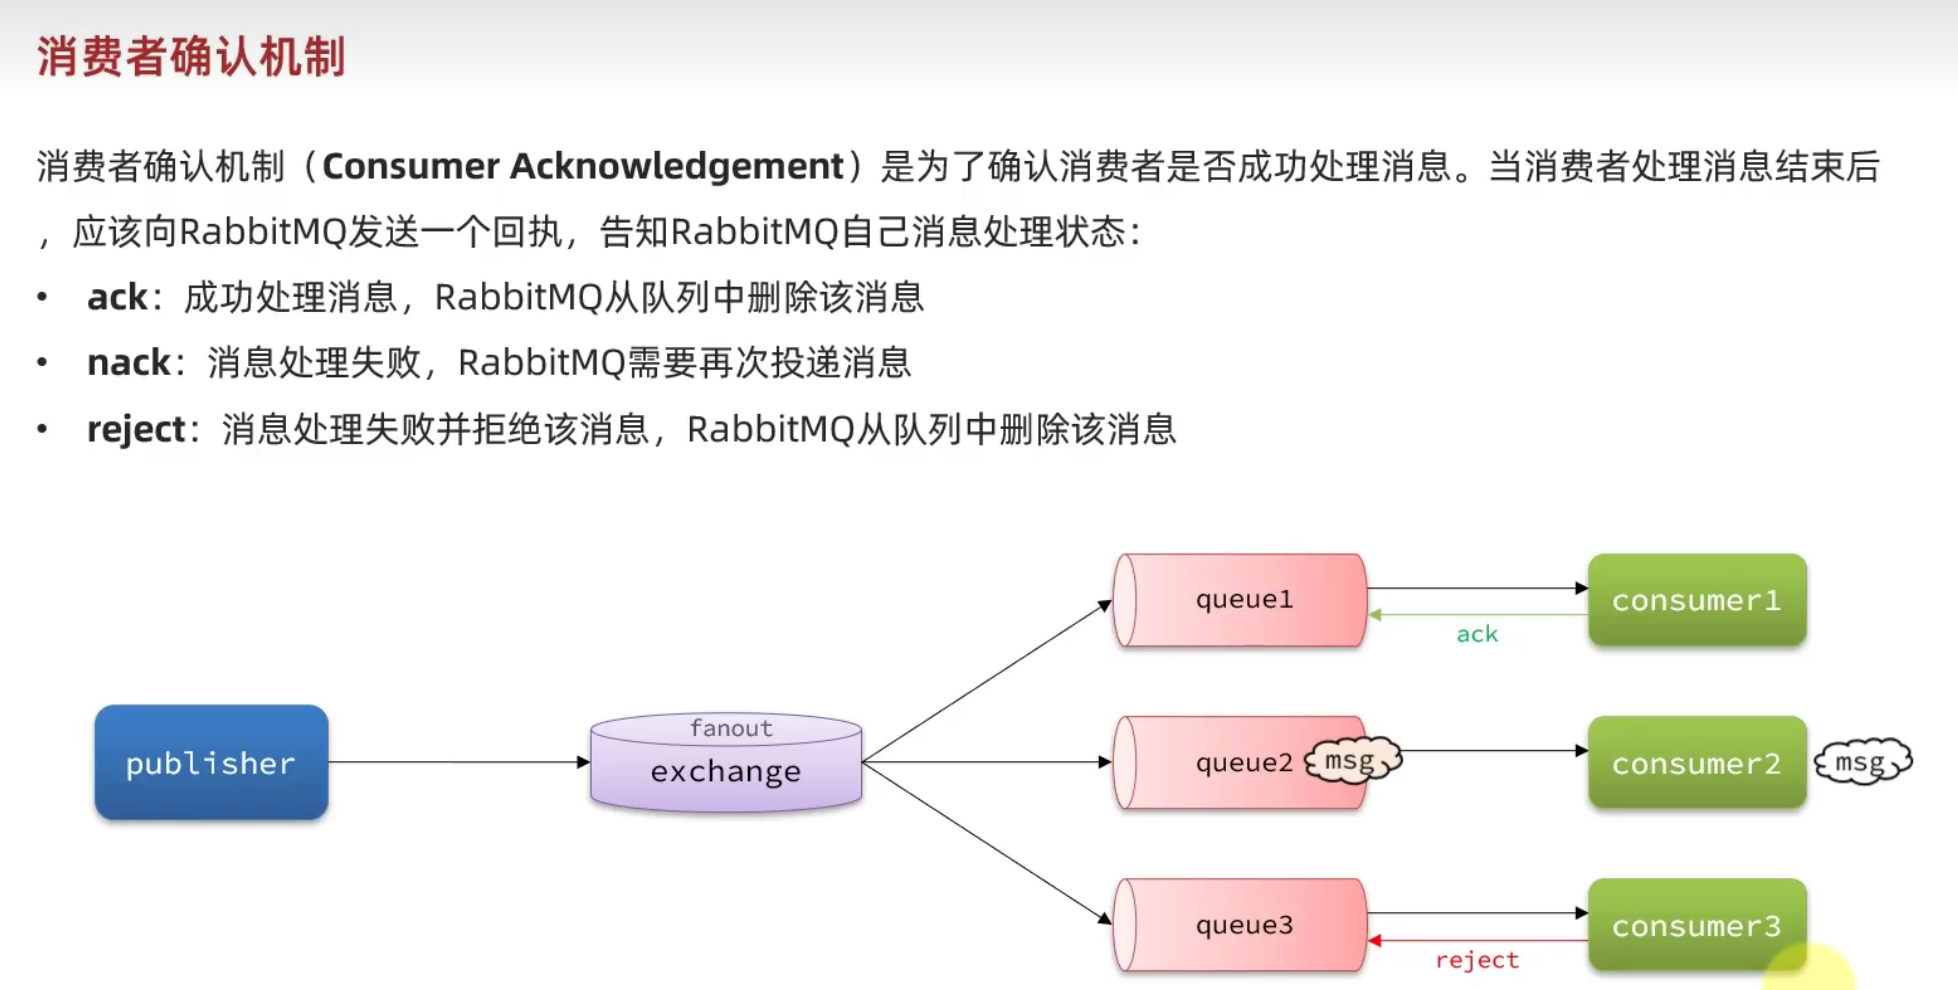 消费者确认机制
消费者确认机制（Consumer Acknowledgement）是为了确认消费者是否成功处理消息。当消费者处理消息结束后
，应该向RabbitMQ发送一个回执，告知RabbitMQ自己消息处理状态：
• ack：成功处理消息，RabbitMQ从队列中删除该消息
• nack：消息处理失败，RabbitMQ需要再次投递消息
• reject：消息处理失败并拒绝该消息，RabbitMQ从队列中删除该消息
queue1
consumer1
ack
publisher
fanout
exchange
queue2
msg
consumer2
msg
queue3
consumer3
reject